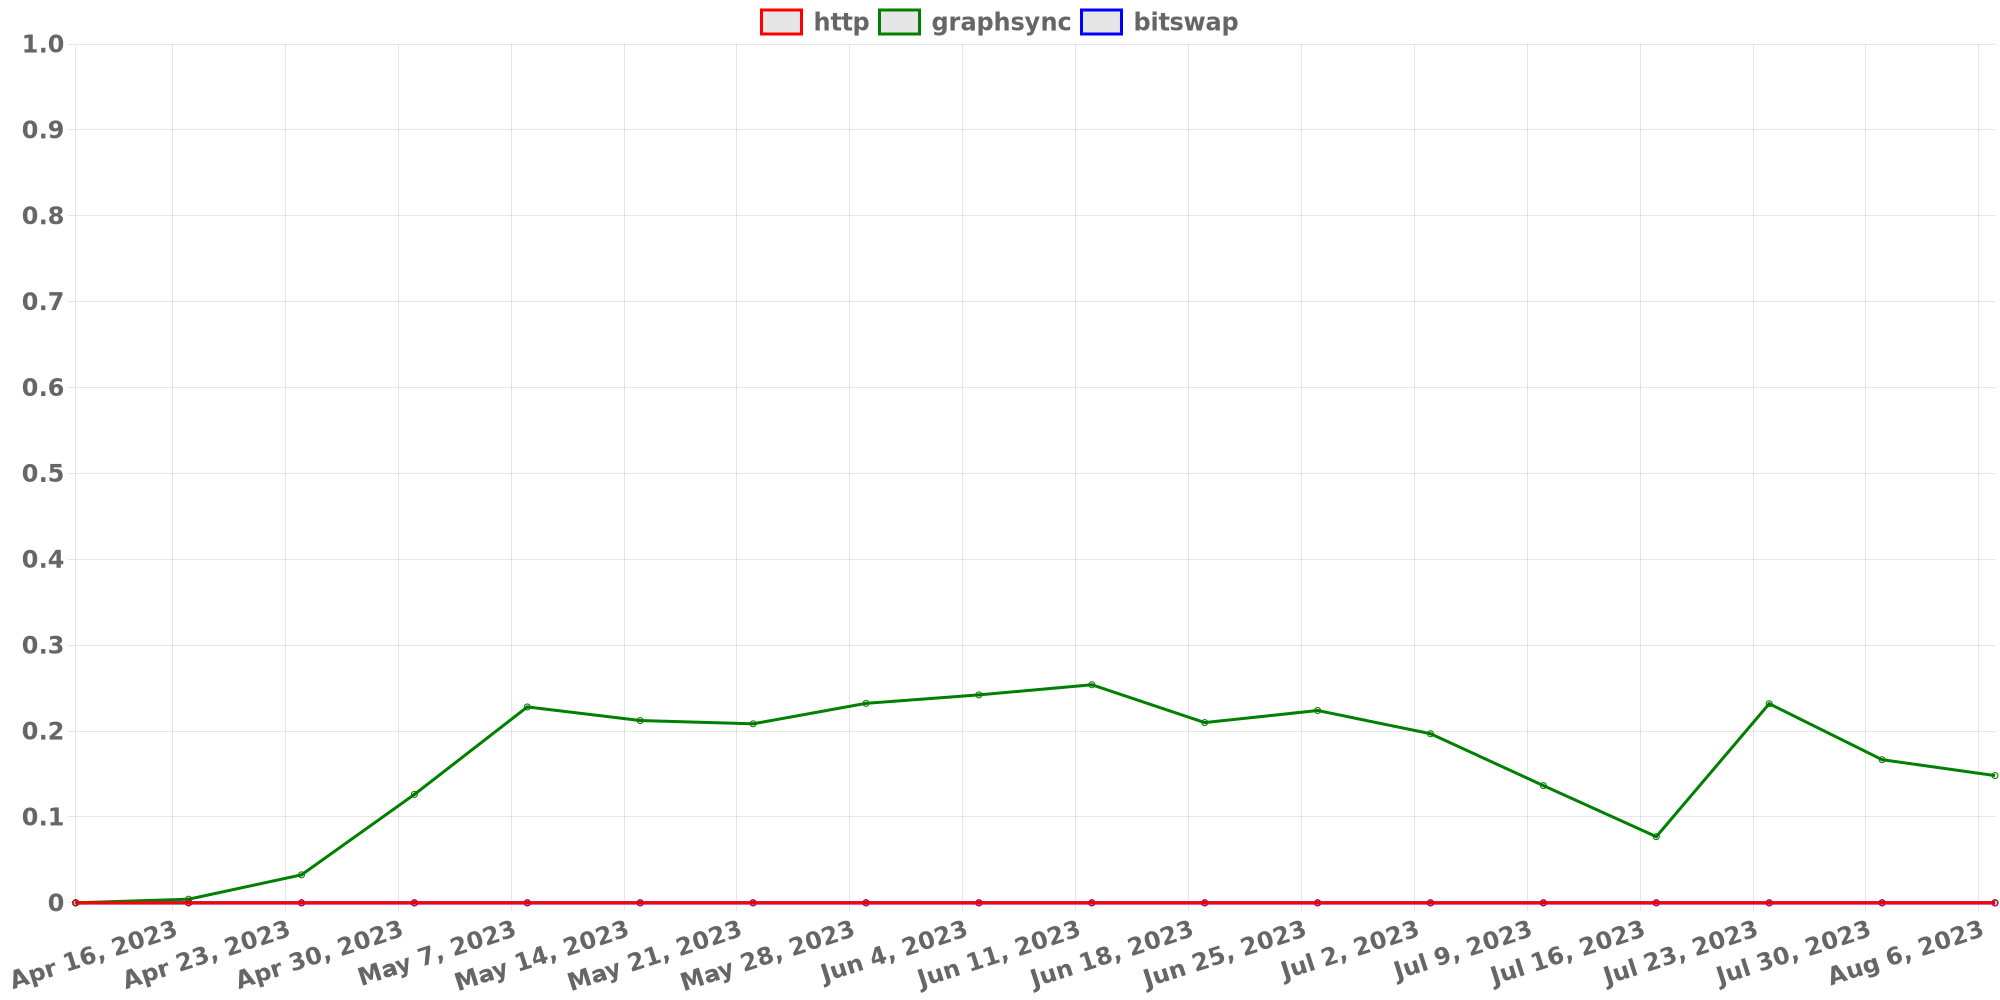 http graphsync bitswap
1.0
0.9
0.8
0.7
0.6
0.5
0.4
0.3
0.2
0.1
0
Apr 16, 2023
Apr 23, 2023
Apr 30, 2023
May 7, 2023
May 14, 2023
May 21, 2023
May 28, 2023
Jun 4, 2023
Jun 11, 2023
Jun 18, 2023
Jun 25, 2023
Jul 2, 2023
Jul 9, 2023
Jul 16, 2023
Jul 23, 2023
Jul 30, 2023
Aug 6, 2023